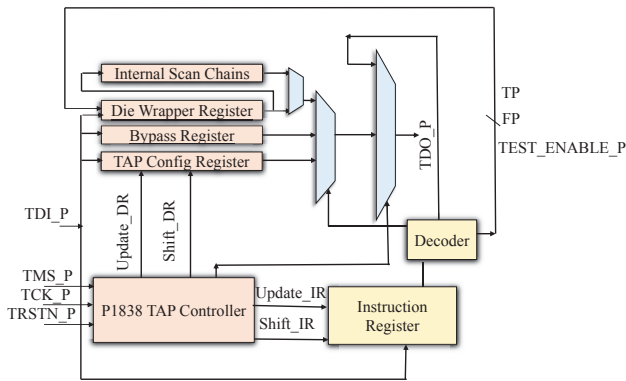 Internal Scan Chains
Die Wrapper Register
Bypass Register
TAP Config Register
TP
FP
TEST_ENABLE_P
TDO_P
TDI_P
Update_DR
Shift_DR
Decoder
TMS_P
TCK_P
TRSTN_P
P1838 TAP Controller
Update_IR
Shift_IR
Instruction
Register